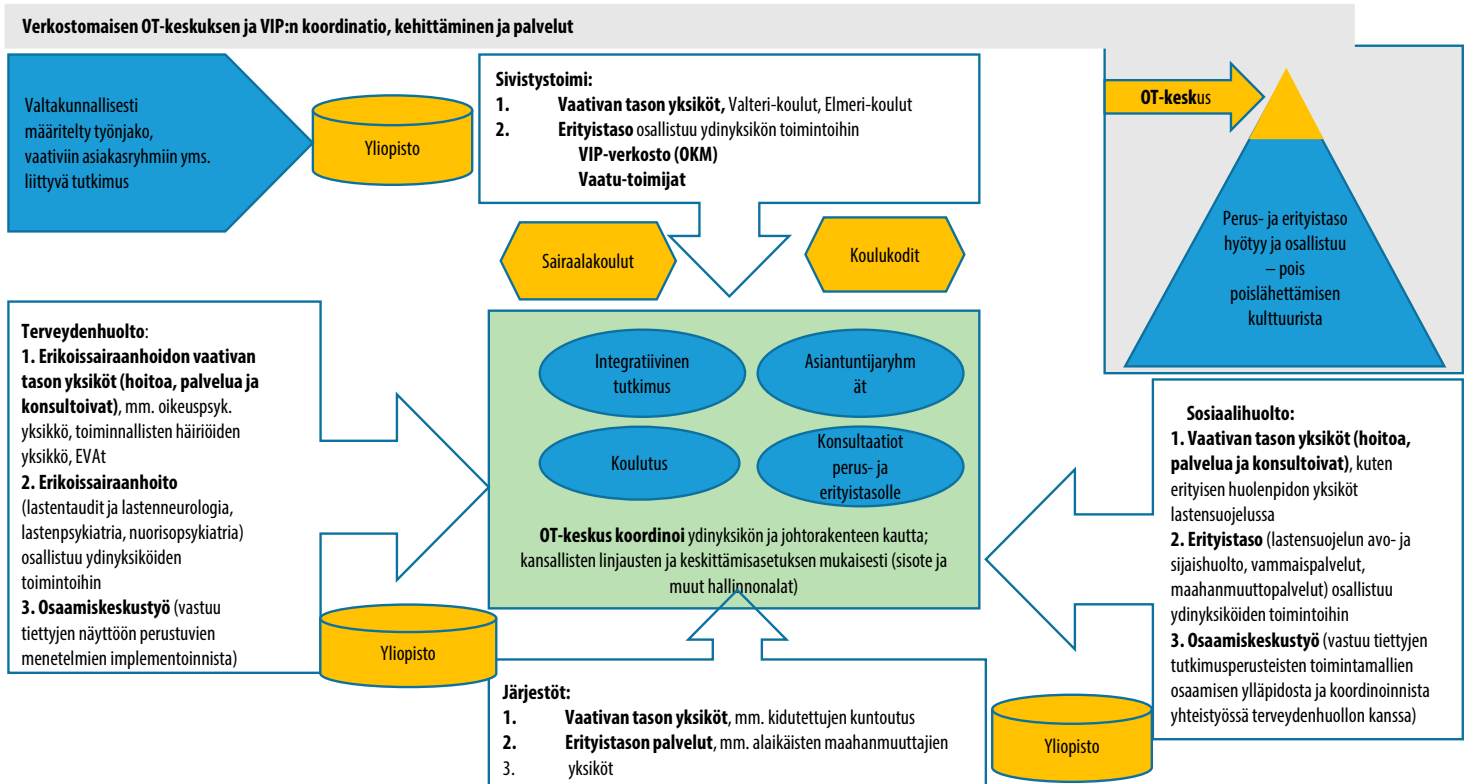 Verkostomaisen OT-keskuksen ja VIP:n koordinatio, kehittäminen ja palvelut
Valtakunnallisesti
määritelty työnjako,
vaativiin asiakasryhmiin yms.
liittyvä tutkimus
Yliopisto
Sivistystoimi:
1. Vaativan tason yksiköt, Valteri-koulut, Elmeri-koulut
2. Erityistaso osallistuu ydinyksikön toimintoihin
VIP-verkosto (OKM)
Vaatu-toimijat
OT-keskus
Perus- ja erityistaso
hyötyy ja osallistuu
– pois
poislähettämisen
kulttuurista
Sairaalakoulut
Koulukodit
Terveydenhuolto:
1. Erikoissairaanhoidon vaativan
tason yksiköt (hoitoa, palvelua ja
konsultoivat), mm. oikeuspsyk.
yksikkö, toiminnallisten häiriöiden
yksikkö, EVAt
2. Erikoissairaanhoito
(lastentaudit ja lastenneurologia,
lastenpsykiatria, nuorisopsykiatria)
osallistuu ydinyksiköiden
toimintoihin
3. Osaamiskeskustyö (vastuu
tiettyjen näyttöön perustuvien
menetelmien implementoinnista)
Yliopisto
Integratiivinen
tutkimus
Asiantuntijaryhm
ät
Koulutus
Konsultaatiot
perus- ja
erityistasolle
OT-keskus koordinoi ydinyksikön ja johtorakenteen kautta;
kansallisten linjausten ja keskittämisasetuksen mukaisesti (sisote ja
muut hallinnonalat)
Sosiaalihuolto:
1. Vaativan tason yksiköt (hoitoa,
palvelua ja konsultoivat), kuten
erityisen huolenpidon yksiköt
lastensuojelussa
2. Erityistaso (lastensuojelun avo- ja
sijaishuolto, vammaispalvelut,
maahanmuuttopalvelut) osallistuu
ydinyksiköiden toimintoihin
3. Osaamiskeskustyö (vastuu tiettyjen
tutkimusperusteisten toimintamallien
osaamisen ylläpidosta ja koordinoinnista
yhteistyössä terveydenhuollon kanssa)
Järjestöt:
1. Vaativan tason yksiköt, mm. kidutettujen kuntoutus
2. Erityistason palvelut, mm. alaikäisten maahanmuuttajien
3. yksiköt
Yliopisto